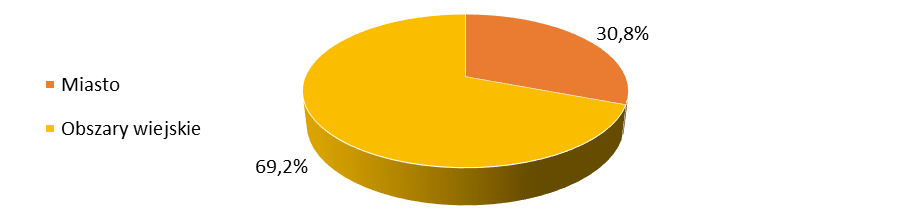 30,8%
Miasto
Obszary wiejskie
69,2%